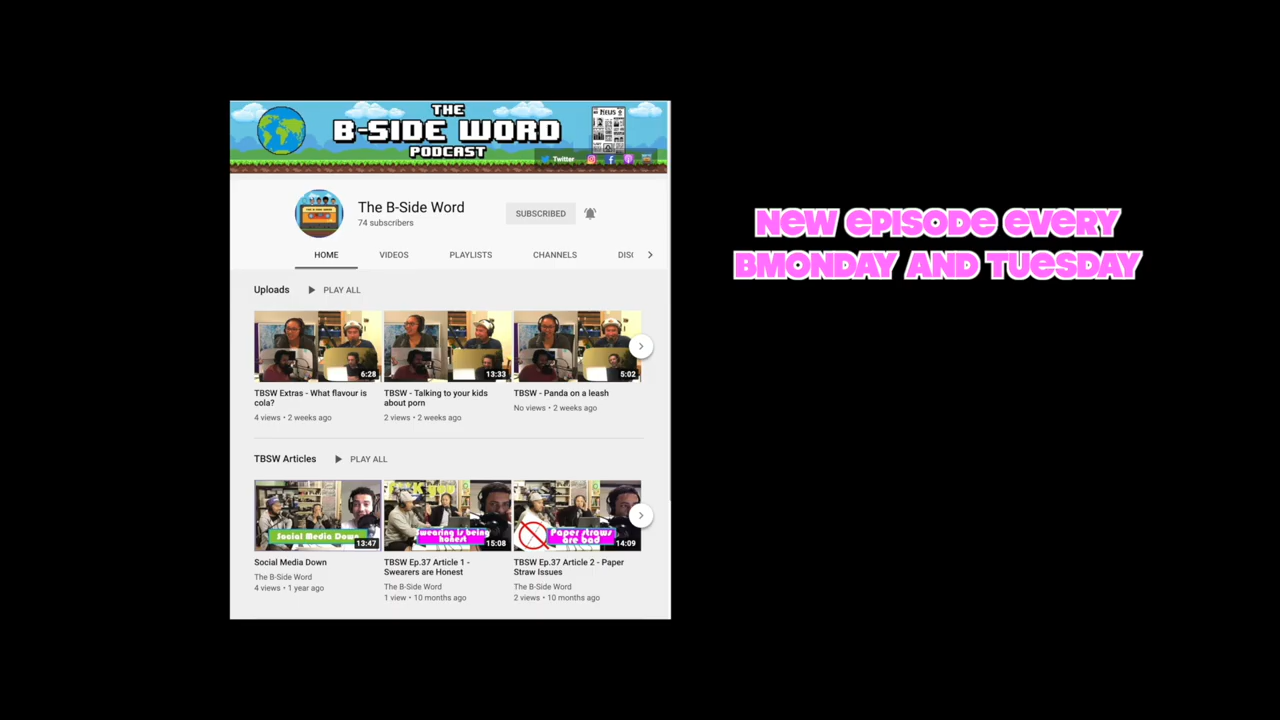 THE
B-SIDE WORD
PODCAST
NEWS
Twitter
The B-Side Word
74 subscribers
SUBSCRIBED
HOME VIDEOS PLAYLISTS CHANNELS DISC
Uploads PLAY ALL
6:28 13:33 5:02
TBSW Extras - What flavour is cola?
4 views • 2 weeks ago
TBSW - Talking to your kids about porn
2 views • 2 weeks ago
TBSW - Panda on a leash
No views • 2 weeks ago
TBSW Articles PLAY ALL
Social Media Down
13:47
Swearing is being
honest
15:08
Paper straws
are bad
14:09
Social Media Down
The B-Side Word
4 views • 1 year ago
TBSW Ep.37 Article 1 -
Swearers are Honest
The B-Side Word
1 view • 10 months ago
TBSW Ep.37 Article 2 - Paper
Straw Issues
The B-Side Word
2 views • 10 months ago
New episode every
Bmonday and Tuesday